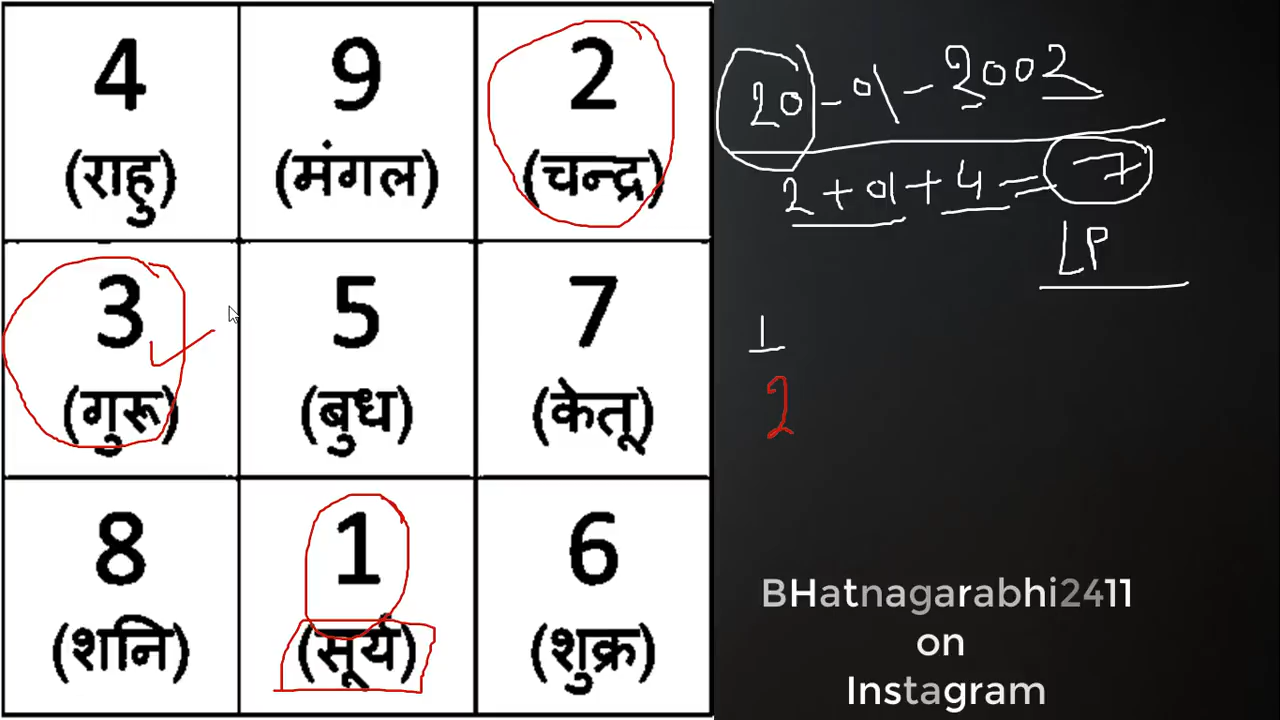 4 9 2
(राहु) (मंगल) (चन्द्र)
3 5 7
(गुरू) (बुध) (केतू)
8 1 6
(शनि) (सूर्य) (शुक्र)
20-01-2002
2+01+4=7
LP
1
2
BHatnagarabhi2411
on
Instagram